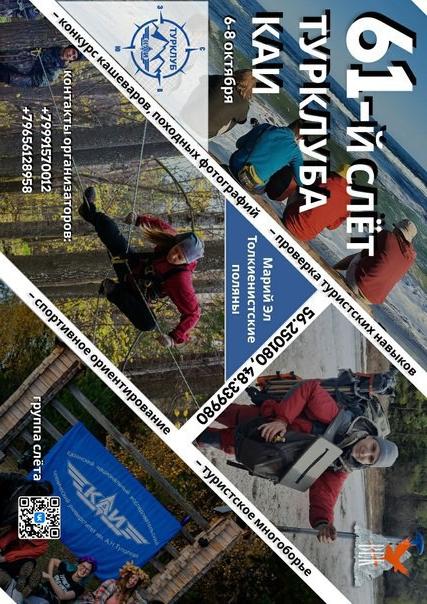 61-Й СЛЁТ
ТУРКЛУБА
КАИ
6-8 октября
ТУРКЛУБ
КАИ
С
В
Ю
З
– проверка туристских навыков
– конкурс кашеваров, походных фотографий
Марий Эл
Толкиенистские
поляны
56.250180, 48.339980
– туристское многоборье
– спортивное ориентирование
Контакты организаторов:
+79991570012
+79656128958
группа слёта
КАИ